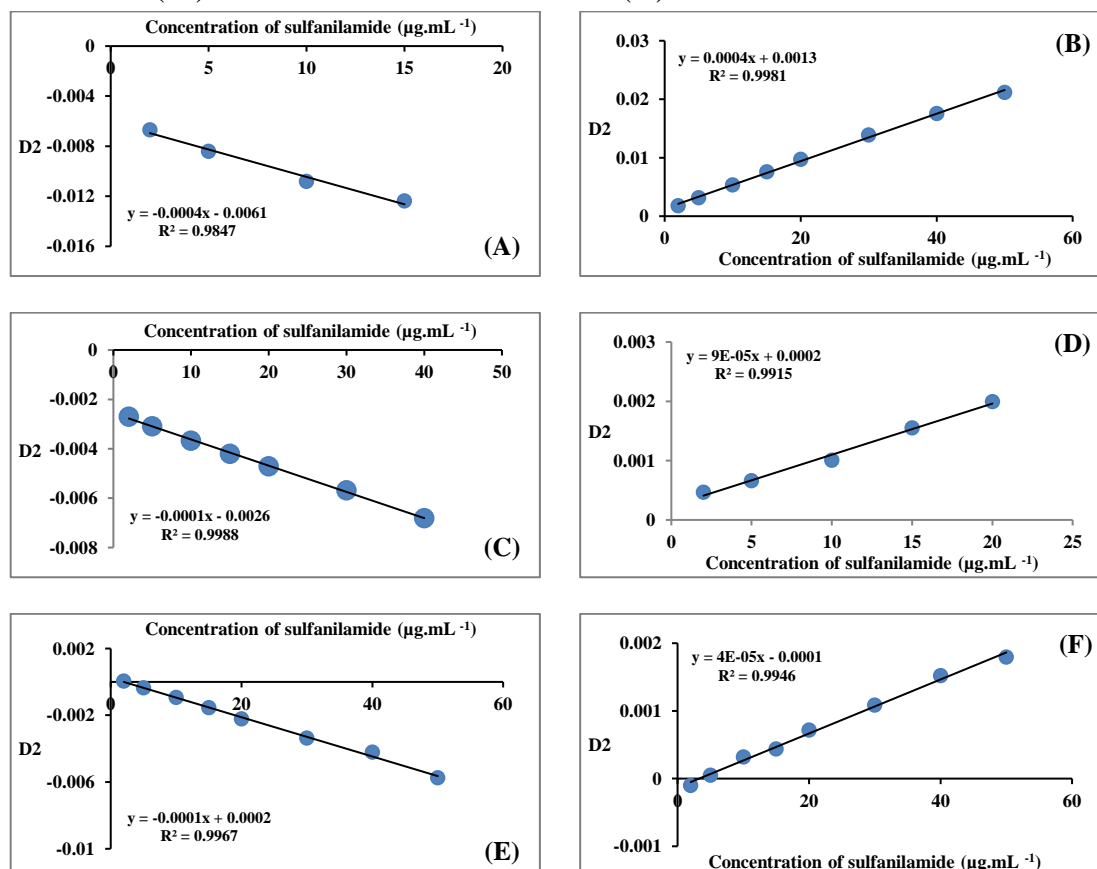 Concentration of sulfanilamide (µg.mL -1)
0
0 5 10 15 20
-0.004
-0.008
D2
-0.012
y = -0.0004x - 0.0061
R² = 0.9847
-0.016
(A)
0.03
(B)
y = 0.0004x + 0.0013
R² = 0.9981
0.02
D2
0.01
0
0 20 40 60
Concentration of sulfanilamide (µg.mL -1)
Concentration of sulfanilamide (µg.mL -1)
0
0 10 20 30 40 50
-0.002
-0.004
D2
-0.006
y = -0.0001x - 0.0026
R² = 0.9988
-0.008
(C)
0.003
(D)
y = 9E-05x + 0.0002
R² = 0.9915
0.002
D2
0.001
0
0 5 10 15 20 25
Concentration of sulfanilamide (µg.mL -1)
Concentration of sulfanilamide (µg.mL -1)
0.002
0 20 40 60
-0.002
D2
-0.006
y = -0.0001x + 0.0002
R² = 0.9967
-0.01
(E)
0.002
(F)
y = 4E-05x - 0.0001
R² = 0.9946
0.001
D2
0
0 20 40 60
-0.001
Concentration of sulfanilamide (µg.mL -1)